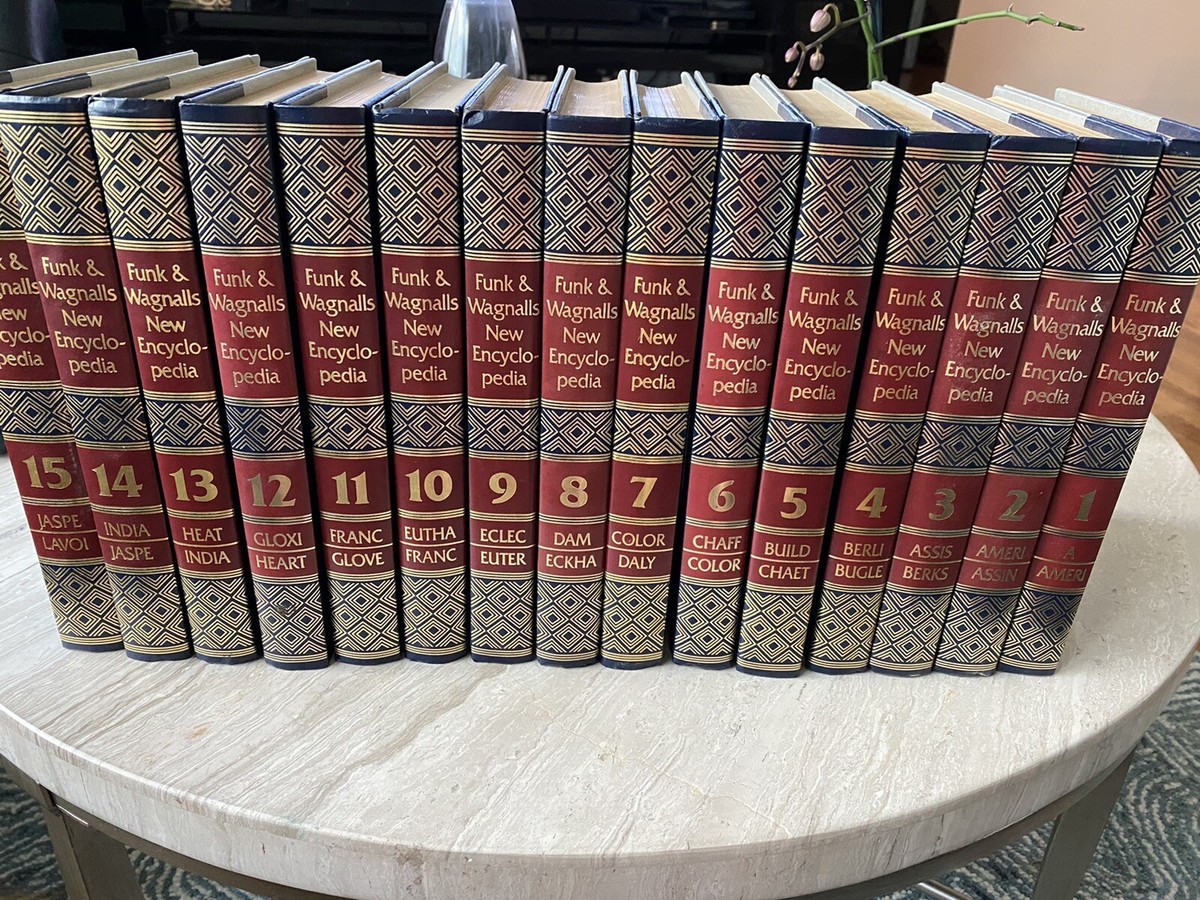 k &
gnalls
ew
cyclo-
pedia
15
JASPE
LAVOI
Funk &
Wagnalls
New
Encyclo-
pedia
14
INDIA
JASPE
Funk &
Wagnalls
New
Encyclo-
pedia
13
HEAT
INDIA
Funk &
Wagnalls
New
Encyclo-
pedia
12
GLOXI
HEART
Funk &
Wagnalls
New
Encyclo-
pedia
11
FRANC
GLOVE
Funk &
Wagnalls
New
Encyclo-
pedia
10
EUTHA
FRANC
Funk &
Wagnalls
New
Encyclo-
pedia
9
ECLEC
EUTER
Funk &
Wagnalls
New
Encyclo-
pedia
8
DAM
ECKHA
Funk &
Wagnalls
New
Encyclo-
pedia
7
COLOR
DALY
Funk &
Wagnalls
New
Encyclo-
pedia
6
CHAFF
COLOR
Funk &
Wagnalls
New
Encyclo-
pedia
5
BUILD
CHAET
Funk &
Wagnalls
New
Encyclo-
pedia
4
BERLI
BUGLE
Funk &
Wagnalls
New
Encyclo-
pedia
3
ASSIS
BERKS
Funk &
Wagnalls
New
Encyclo-
pedia
2
AMERI
ASSIN
Funk &
Wagnalls
New
Encyclo-
pedia
1
A
AMERI